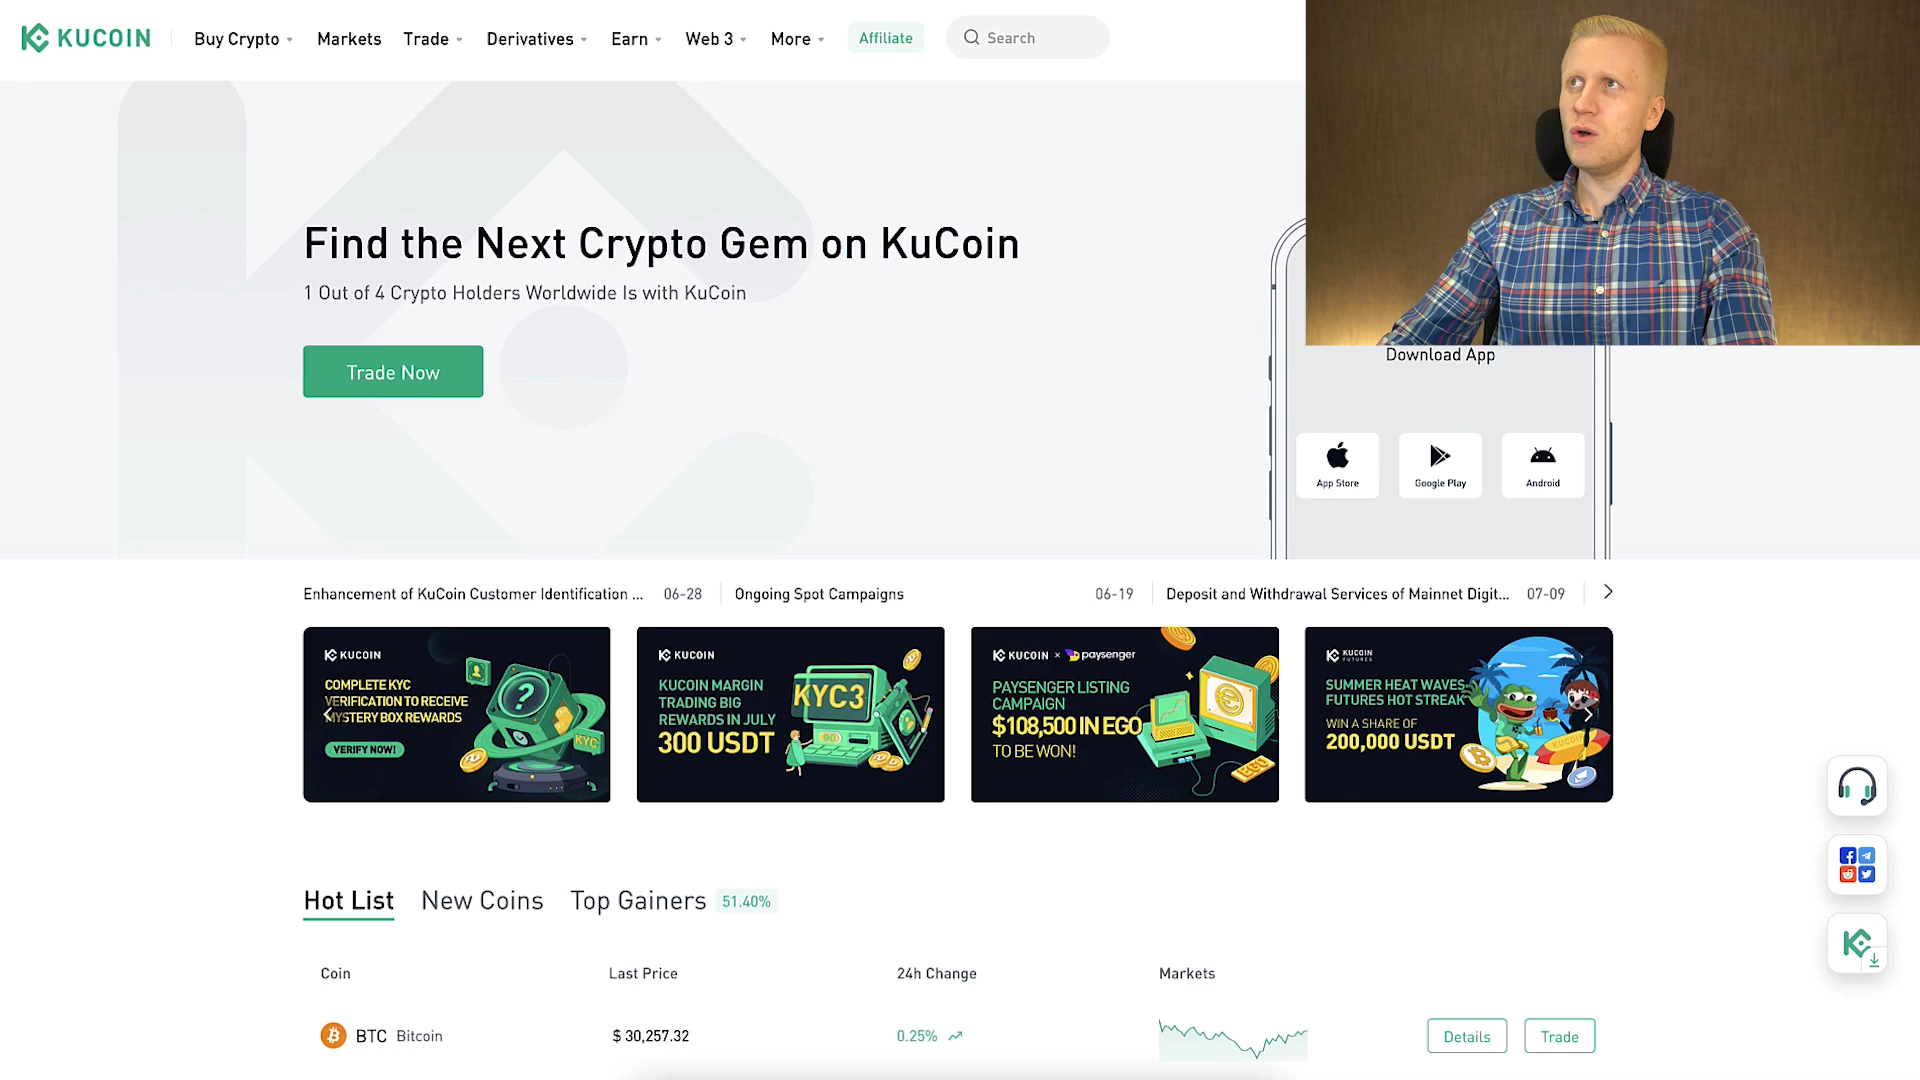 KUCOIN
Buy Crypto Markets Trade Derivatives Earn Web 3 More Affiliate Search
Find the Next Crypto Gem on KuCoin
1 Out of 4 Crypto Holders Worldwide Is with KuCoin
Trade Now
Download App
App Store Google Play Android
Enhancement of KuCoin Customer Identification ... 06-28 Ongoing Spot Campaigns 06-19 Deposit and Withdrawal Services of Mainnet Digit... 07-09
KUCOIN
COMPLETE KYC
VERIFICATION TO RECEIVE
MYSTERY BOX REWARDS
VERIFY NOW!
?
KYC
KUCOIN
KUCOIN MARGIN
TRADING BIG
REWARDS IN JULY
300 USDT
KYC3
KUCOIN × paysenger
PAYSENGER LISTING
CAMPAIGN
$108,500 IN EGO
TO BE WON!
EGO
KUCOIN
FUTURES
SUMMER HEAT WAVES-
FUTURES HOT STREAK
WIN A SHARE OF
200,000 USDT
KUCOIN
Hot List New Coins Top Gainers 51.40%
Coin Last Price 24h Change Markets
BTC Bitcoin $ 30,257.32 0.25% Details Trade